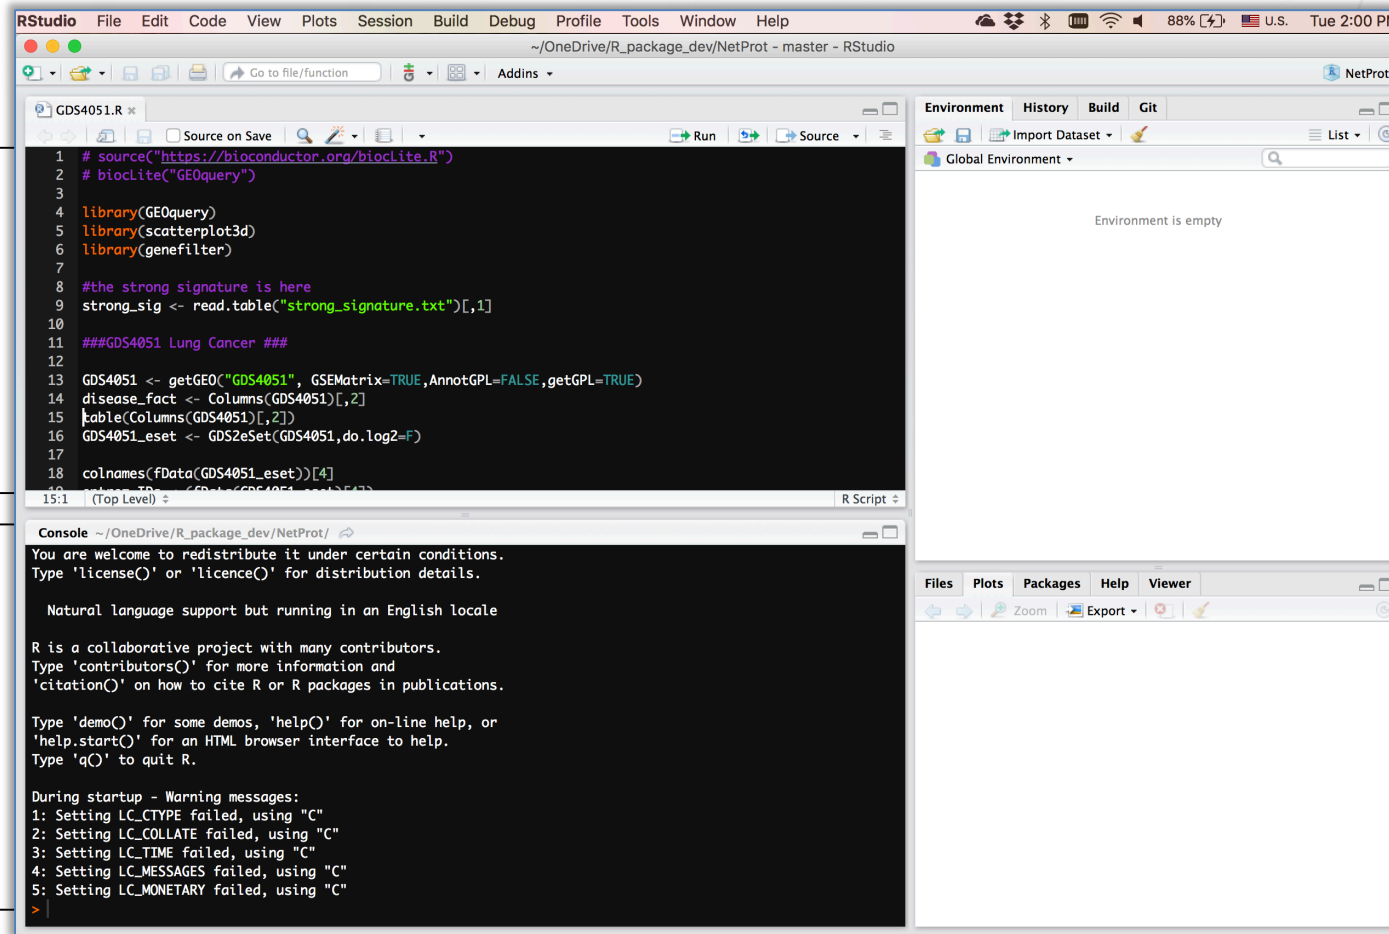 RStudio File Edit Code View Plots Session Build Debug Profile Tools Window Help 88% U.S. Tue 2:00
~/OneDrive/R_package_dev/NetProt - master - RStudio
Go to file/function Addins NetProt
GDS4051.R
Source on Save Run Source
1 # source("https://bioconductor.org/biocLite.R")
2 # biocLite("GEOquery")
3
4 library(GEOquery)
5 library(scatterplot3d)
6 library(genefilter)
7
8 #the strong signature is here
9 strong_sig <- read.table("strong_signature.txt")[,1]
10
11 ###GDS4051 Lung Cancer ###
12
13 GDS4051 <- getGEO("GDS4051", GSEMatrix=TRUE,AnnotGPL=FALSE,getGPL=TRUE)
14 disease_fact <- Columns(GDS4051)[,2]
15 table(Columns(GDS4051)[,2])
16 GDS4051_eset <- GDS2eSet(GDS4051,do.log2=F)
17
18 colnames(fData(GDS4051_eset))[4]
15:1 (Top Level) R Script
Console ~/OneDrive/R_package_dev/NetProt/
You are welcome to redistribute it under certain conditions.
Type 'license()' or 'licence()' for distribution details.
Natural language support but running in an English locale
R is a collaborative project with many contributors.
Type 'contributors()' for more information and
'citation()' on how to cite R or R packages in publications.
Type 'demo()' for some demos, 'help()' for on-line help, or
'help.start()' for an HTML browser interface to help.
Type 'q()' to quit R.
During startup - Warning messages:
1: Setting LC_CTYPE failed, using "C"
2: Setting LC_COLLATE failed, using "C"
3: Setting LC_TIME failed, using "C"
4: Setting LC_MESSAGES failed, using "C"
5: Setting LC_MONETARY failed, using "C"
>
Environment History Build Git
Import Dataset List
Global Environment
Environment is empty
Files Plots Packages Help Viewer
Zoom Export